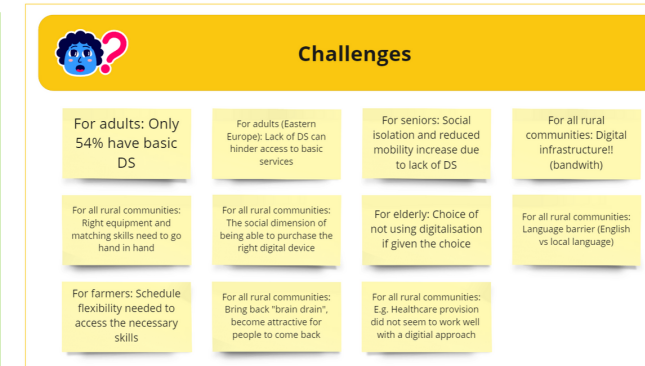 Challenges
For adults: Only
54% have basic
DS
For adults (Eastern
Europe): Lack of DS can
hinder access to basic
services
For seniors: Social
isolation and reduced
mobility increase due
to lack of DS
For all rural
communities: Digital
infrastructure!!
(bandwith)
For all rural communities:
Right equipment and
matching skills need to go
hand in hand
For all rural communities:
The social dimension of
being able to purchase the
right digital device
For elderly: Choice of
not using digitalisation
if given the choice
For all rural communities:
Language barrier (English
vs local language)
For farmers: Schedule
flexibility needed to
access the necessary
skills
For all rural communities:
Bring back "brain drain",
become attractive for
people to come back
For all rural communities:
E.g. Healthcare provision
did not seem to work well
with a digitial approach